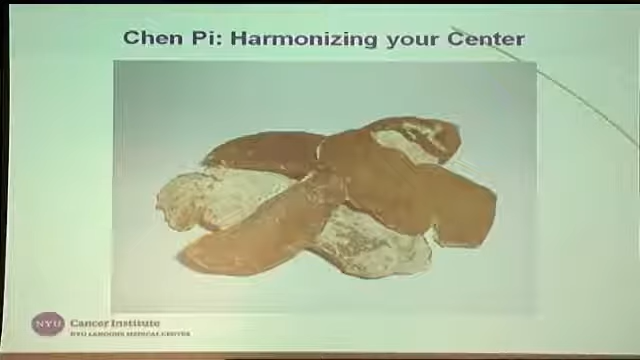 Chen Pi: Harmonizing your Center
NYU
Cancer Institute
NYU LANGONE MEDICAL CENTER